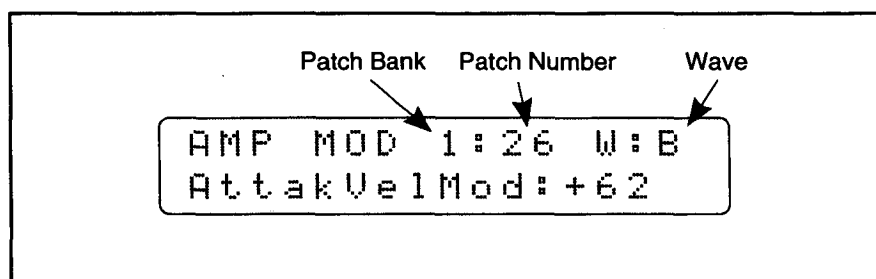 Patch Bank Patch Number Wave
AMP MOD 1:26 W:B
AttakVelMod:+62